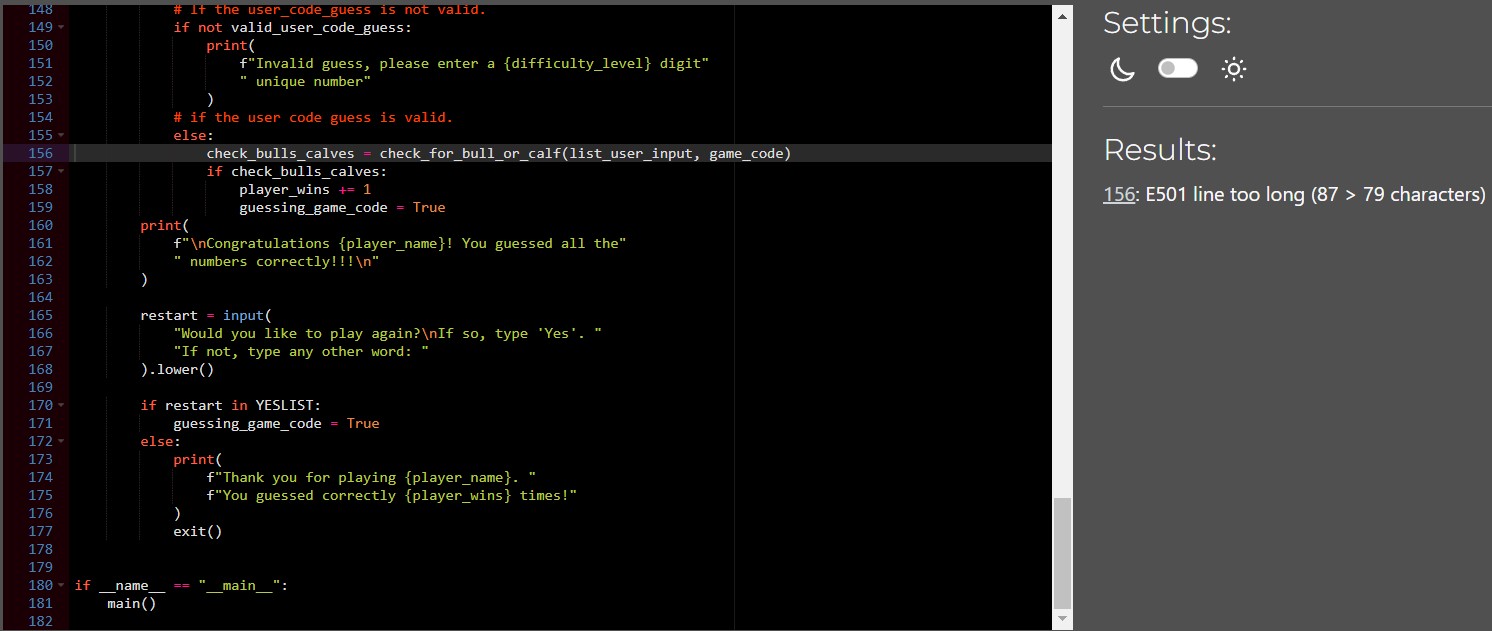 148 # If the user_code_guess is not valid.
149 if not valid_user_code_guess:
150 print(
151 f"Invalid guess, please enter a {difficulty_level} digit"
152 " unique number"
153 )
154 # if the user code guess is valid.
155 else:
156 check_bulls_calves = check_for_bull_or_calf(list_user_input, game_code)
157 if check_bulls_calves:
158 player_wins += 1
159 guessing_game_code = True
160 print(
161 f"\nCongratulations {player_name}! You guessed all the"
162 " numbers correctly!!!\n"
163 )
164
165 restart = input(
166 "Would you like to play again?\nIf so, type 'Yes'. "
167 "If not, type any other word: "
168 ).lower()
169
170 if restart in YESLIST:
171 guessing_game_code = True
172 else:
173 print(
174 f"Thank you for playing {player_name}. "
175 f"You guessed correctly {player_wins} times!"
176 )
177 exit()
178
179
180 if __name__ == "__main__":
181 main()
182
Settings:
Results:
156: E501 line too long (87 > 79 characters)